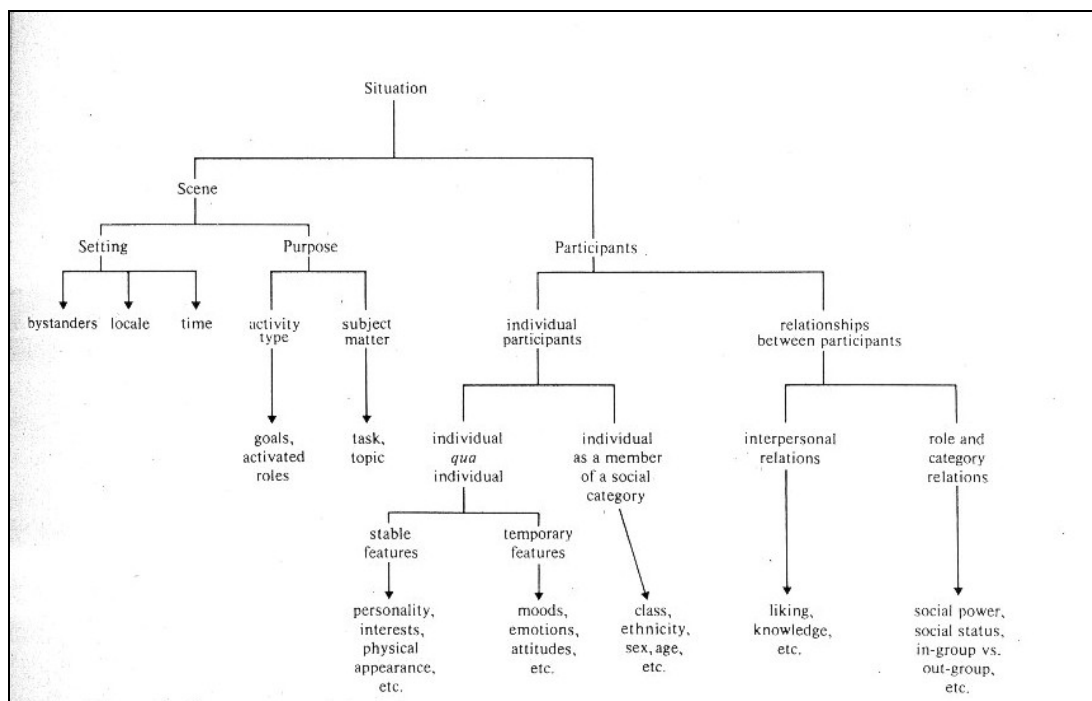 Situation
Scene
Setting
Purpose
Participants
bystanders
locale
time
activity
type
subject
matter
individual
participants
relationships
between participants
goals,
activated
roles
task,
topic
individual
qua
individual
individual
as a member
of a social
category
interpersonal
relations
role and
category
relations
stable
features
temporary
features
personality,
interests,
physical
appearance,
etc.
moods,
emotions,
attitudes,
etc.
class,
ethnicity,
sex, age,
etc.
liking,
knowledge,
etc.
social power,
social status,
in-group vs.
out-group,
etc.